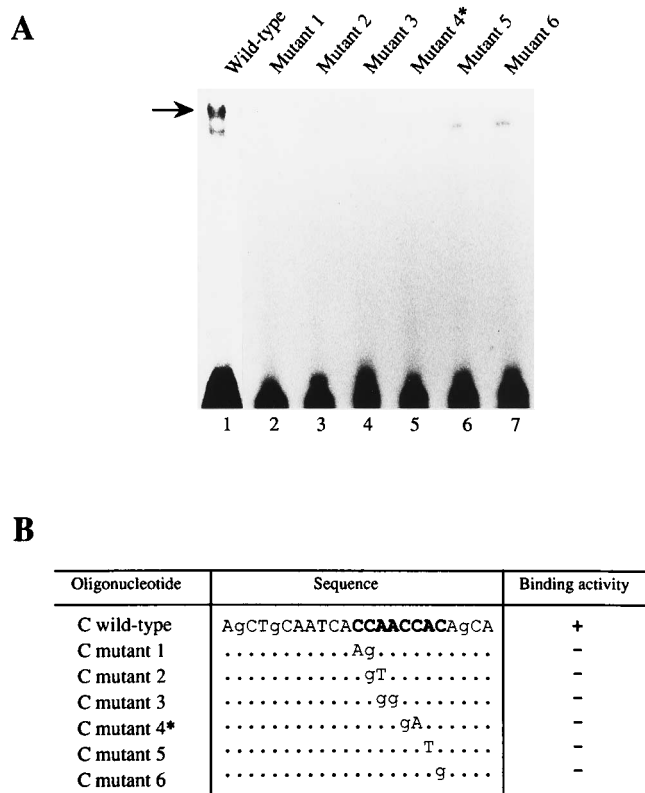 A
Wild-type Mutant 1 Mutant 2 Mutant 3 Mutant 4* Mutant 5 Mutant 6
1 2 3 4 5 6 7
B
Oligonucleotide Sequence Binding activity
C wild-type AgCTgCAATCACCAACCACAgCA +
C mutant 1 ...........Ag.......... -
C mutant 2 ............gT......... -
C mutant 3 .............gg........ -
C mutant 4* ...............gA...... -
C mutant 5 .................T..... -
C mutant 6 ..................g.... -